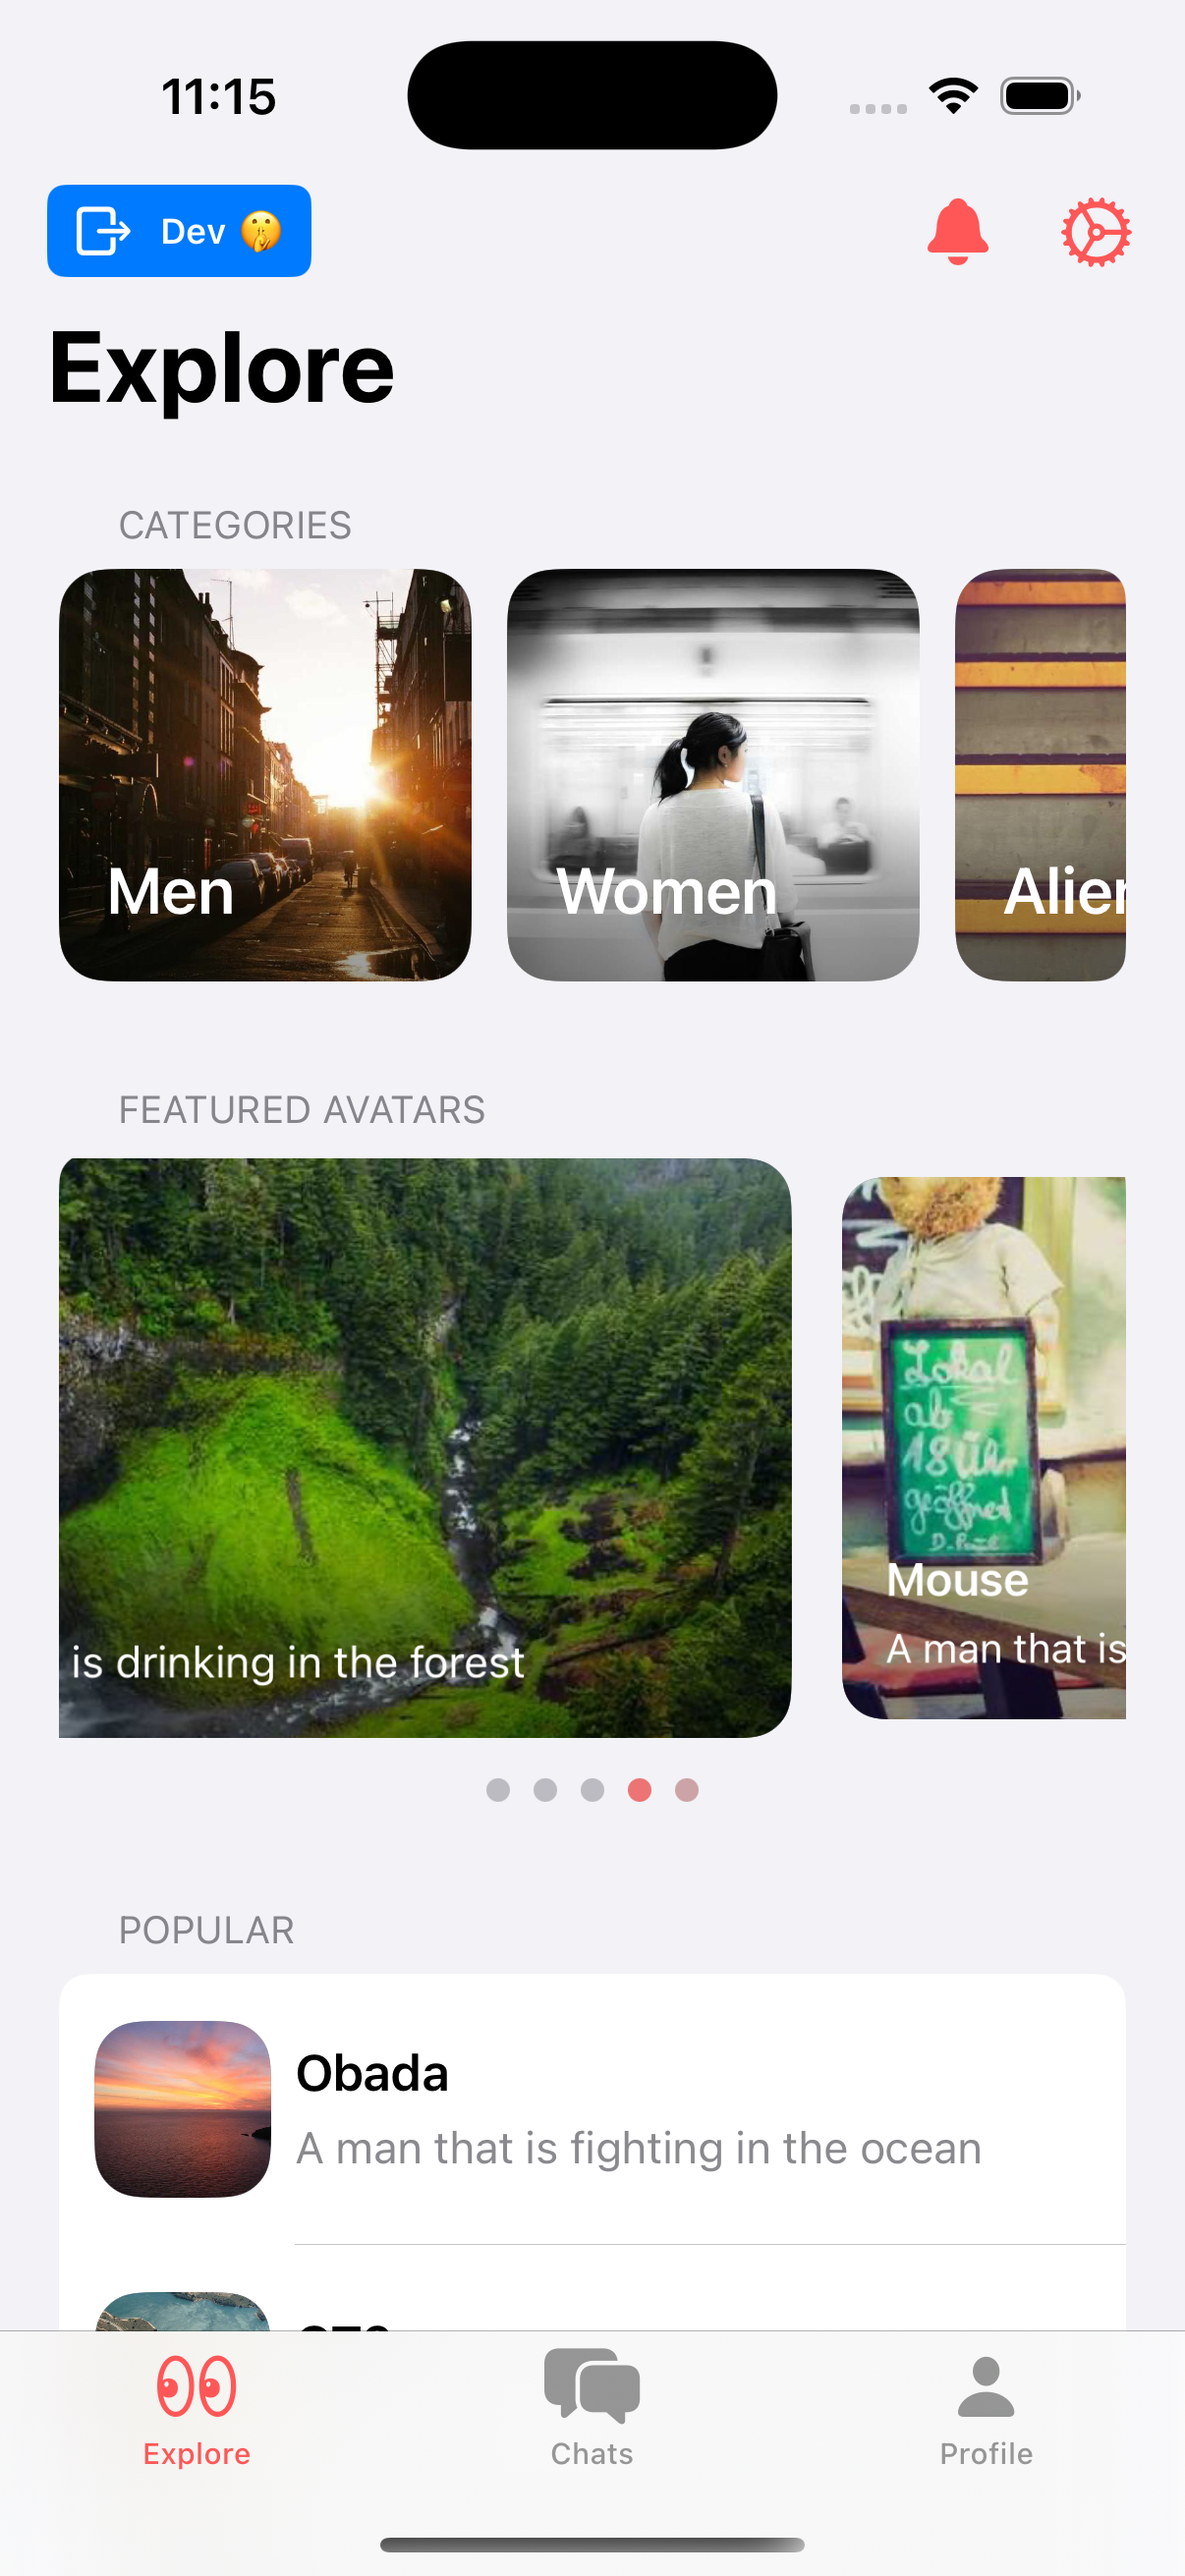 11:15
Dev 🤫
Explore
CATEGORIES
Men
Women
Alien
FEATURED AVATARS
Lokal
ab
18 Uhr
geöffnet
is drinking in the forest
Mouse
A man that is
POPULAR
Obada
A man that is fighting in the ocean
Explore
Chats
Profile